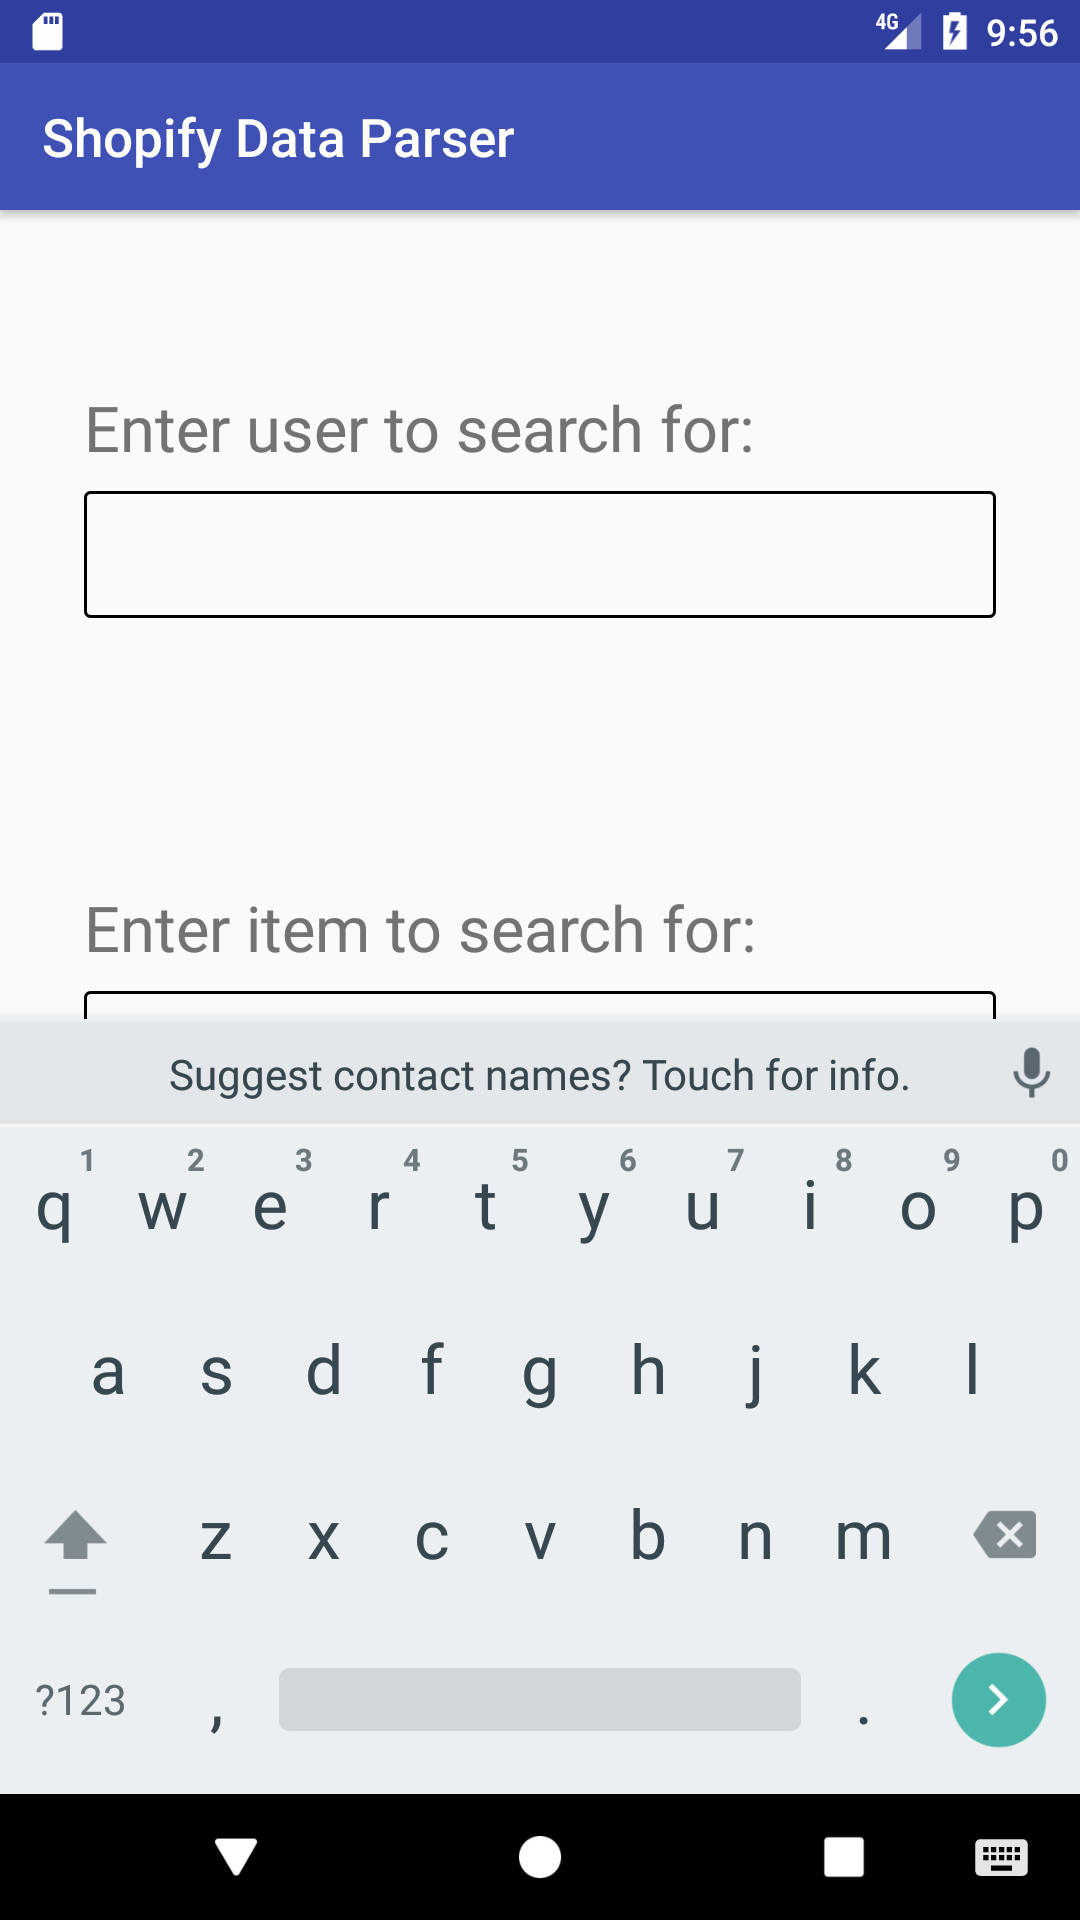 4G 9:56
Shopify Data Parser
Enter user to search for:
Enter item to search for:
Suggest contact names? Touch for info.
1 2 3 4 5 6 7 8 9 0
q w e r t y u i o p
a s d f g h j k l
z x c v b n m
?123 , .